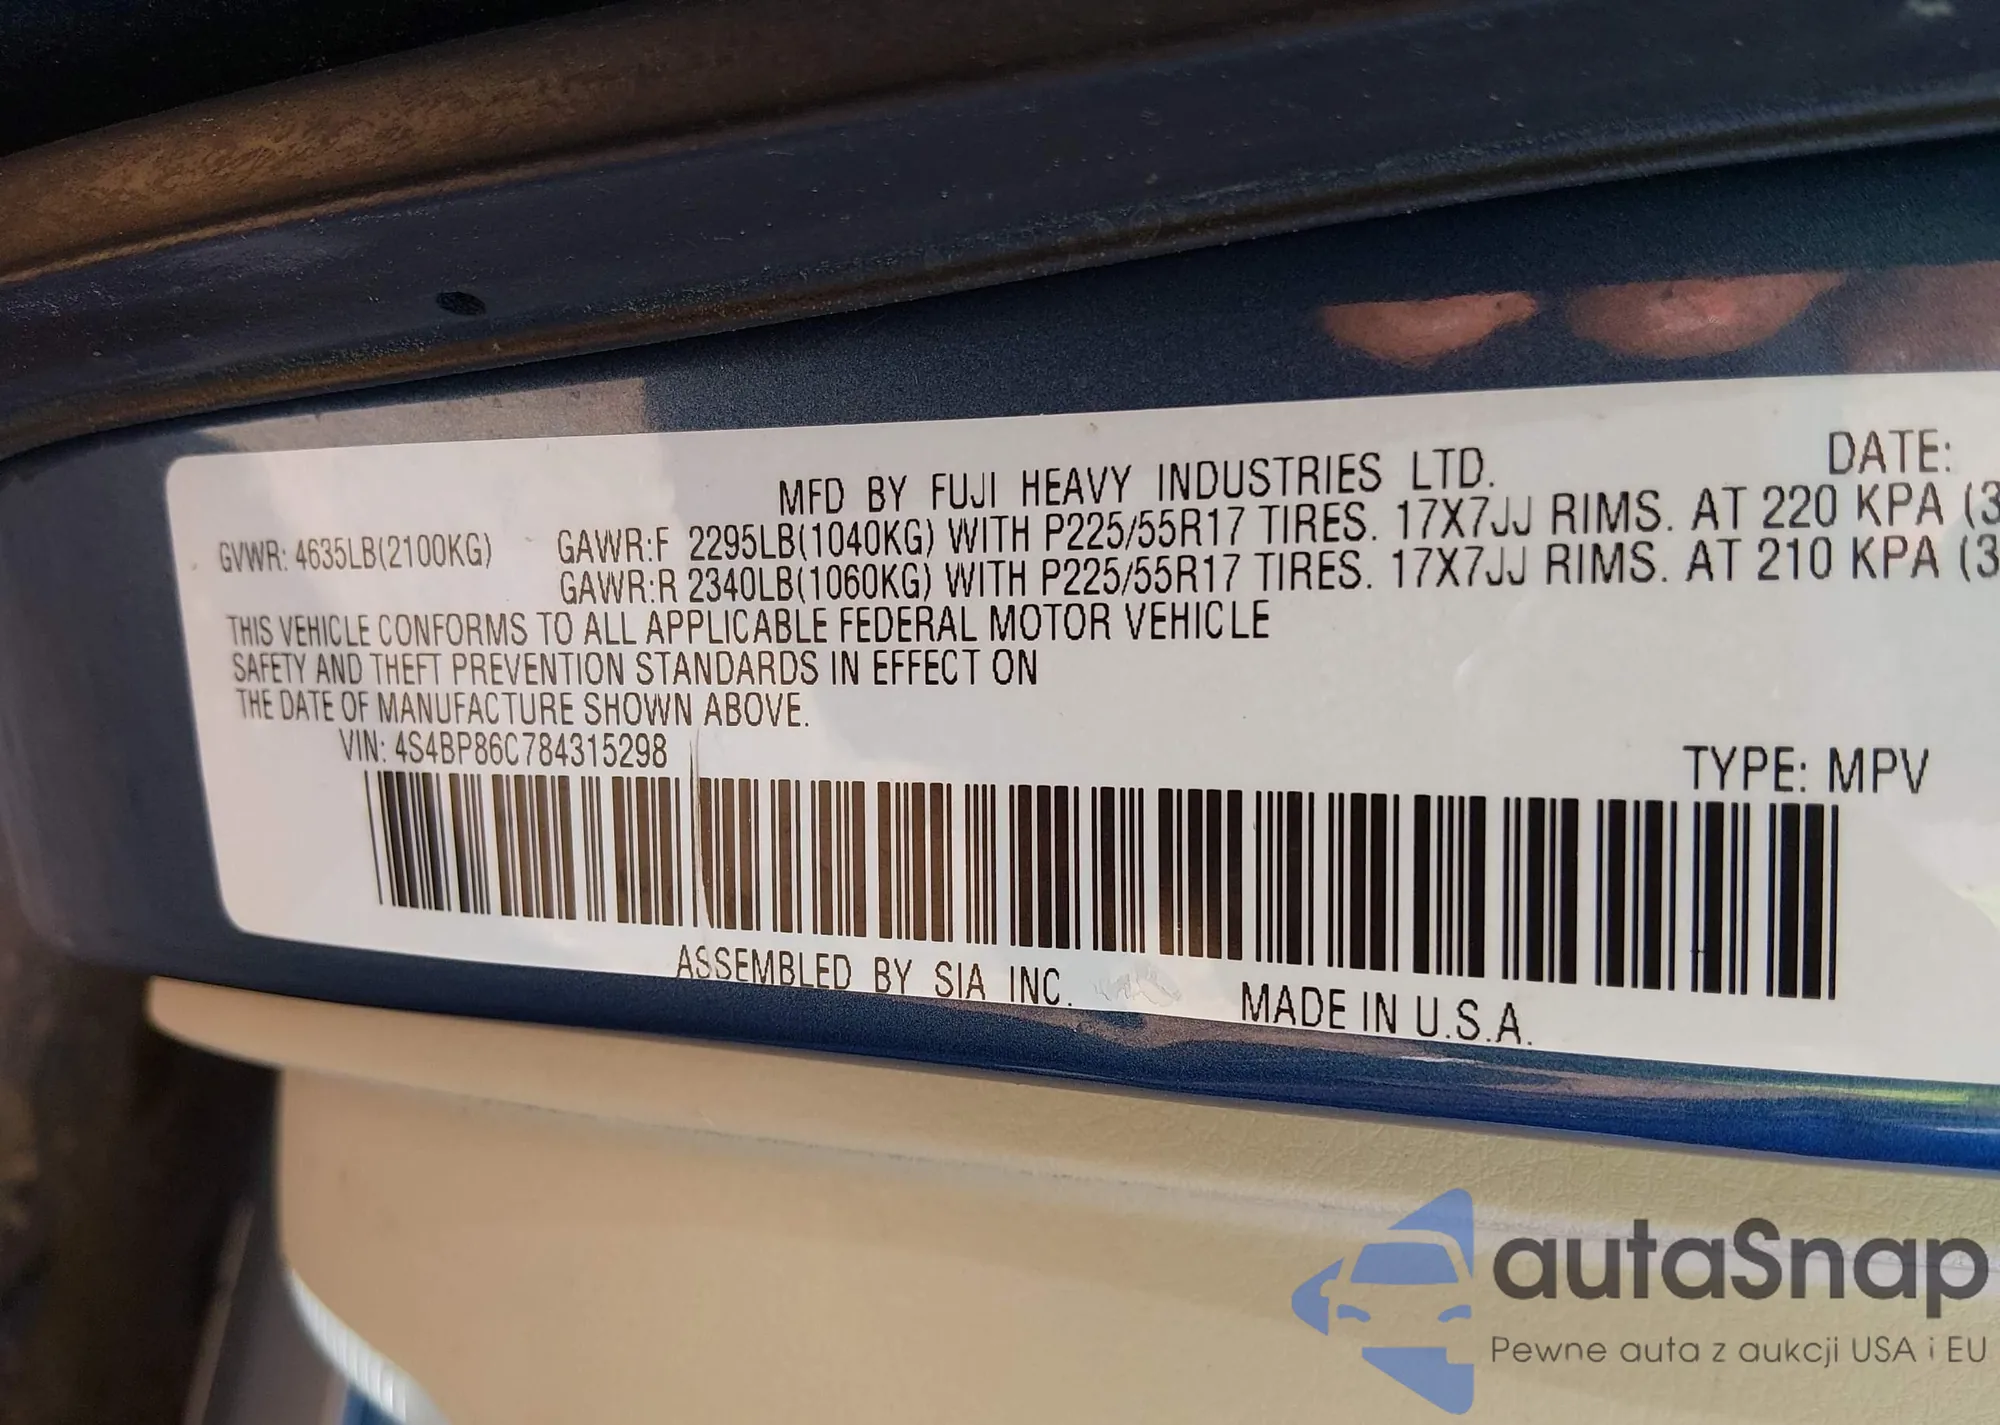 MFD BY FUJI HEAVY INDUSTRIES LTD. DATE:
GVWR: 4635LB(2100KG) GAWR:F 2295LB(1040KG) WITH P225/55R17 TIRES. 17X7JJ RIMS. AT 220 KPA (3
GAWR:R 2340LB(1060KG) WITH P225/55R17 TIRES. 17X7JJ RIMS. AT 210 KPA (3
THIS VEHICLE CONFORMS TO ALL APPLICABLE FEDERAL MOTOR VEHICLE
SAFETY AND THEFT PREVENTION STANDARDS IN EFFECT ON
THE DATE OF MANUFACTURE SHOWN ABOVE.
VIN: 4S4BP86C784315298 TYPE: MPV
ASSEMBLED BY SIA INC. MADE IN U.S.A.
autaSnap
Pewne auta z aukcji USA i EU